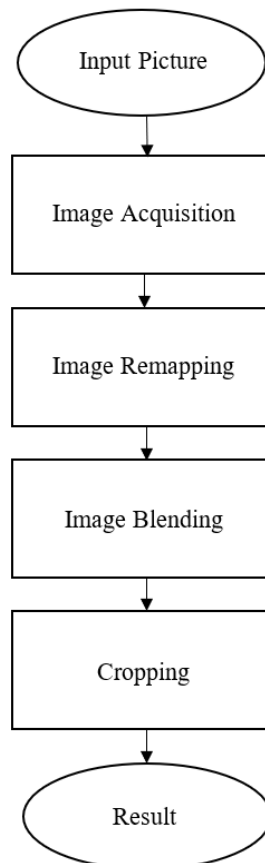 Input Picture
Image Acquisition
Image Remapping
Image Blending
Cropping
Result